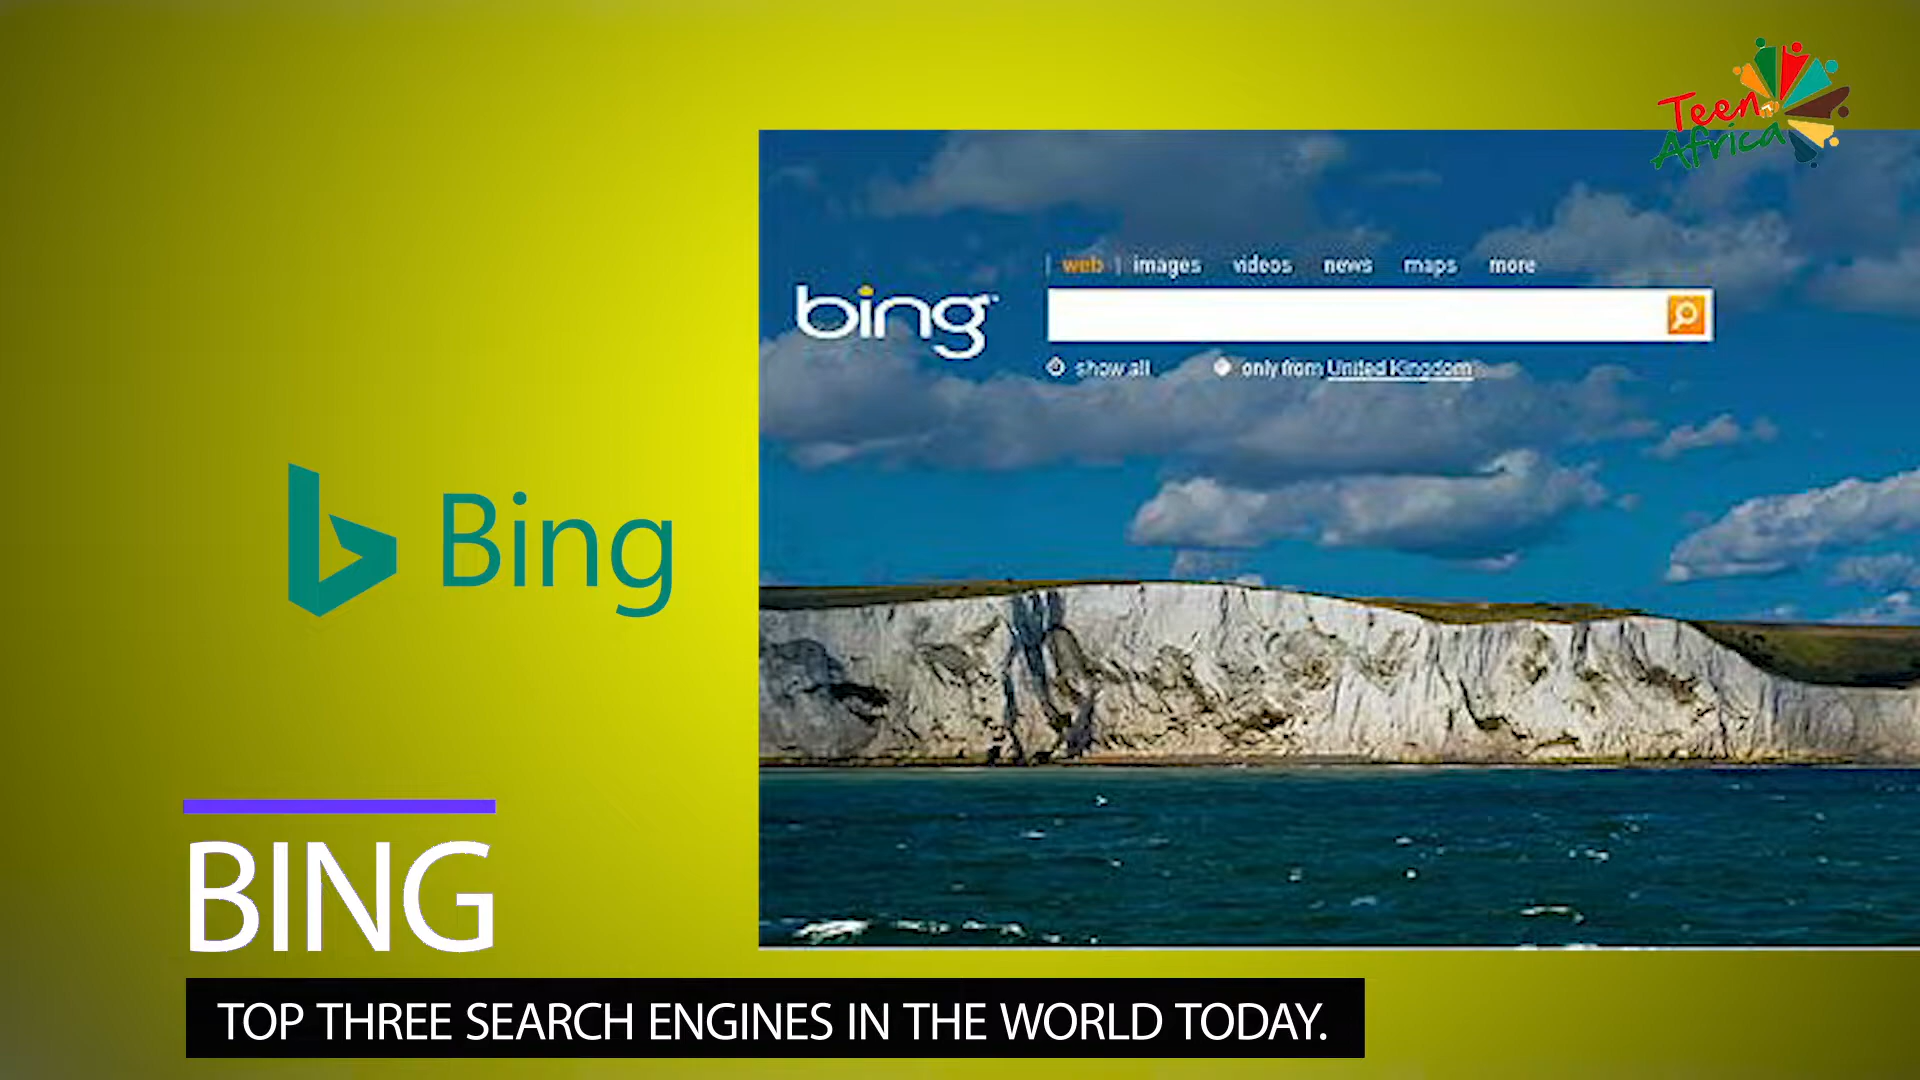 Teen
Africa
web | images videos news maps more
bing
show all only from United Kingdom
Bing
BING
TOP THREE SEARCH ENGINES IN THE WORLD TODAY.